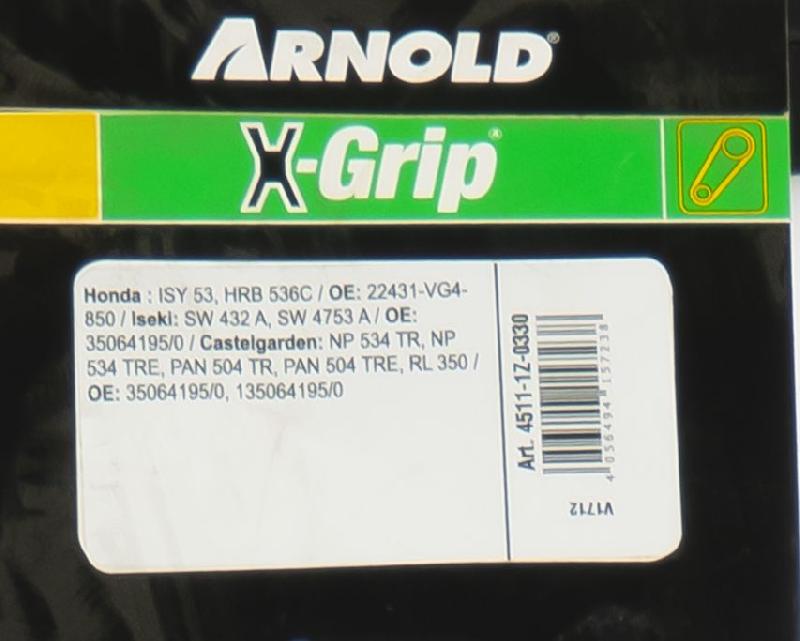 ARNOLD®
X-Grip®
Honda : ISY 53, HRB 536C / OE: 22431-VG4-
850 / Iseki: SW 432 A, SW 4753 A / OE:
35064195/0 / Castelgarden: NP 534 TR, NP
534 TRE, PAN 504 TR, PAN 504 TRE, RL 350 /
OE: 35064195/0, 135064195/0
Art. 4511-1Z-0330
4 056494 157238
V1712